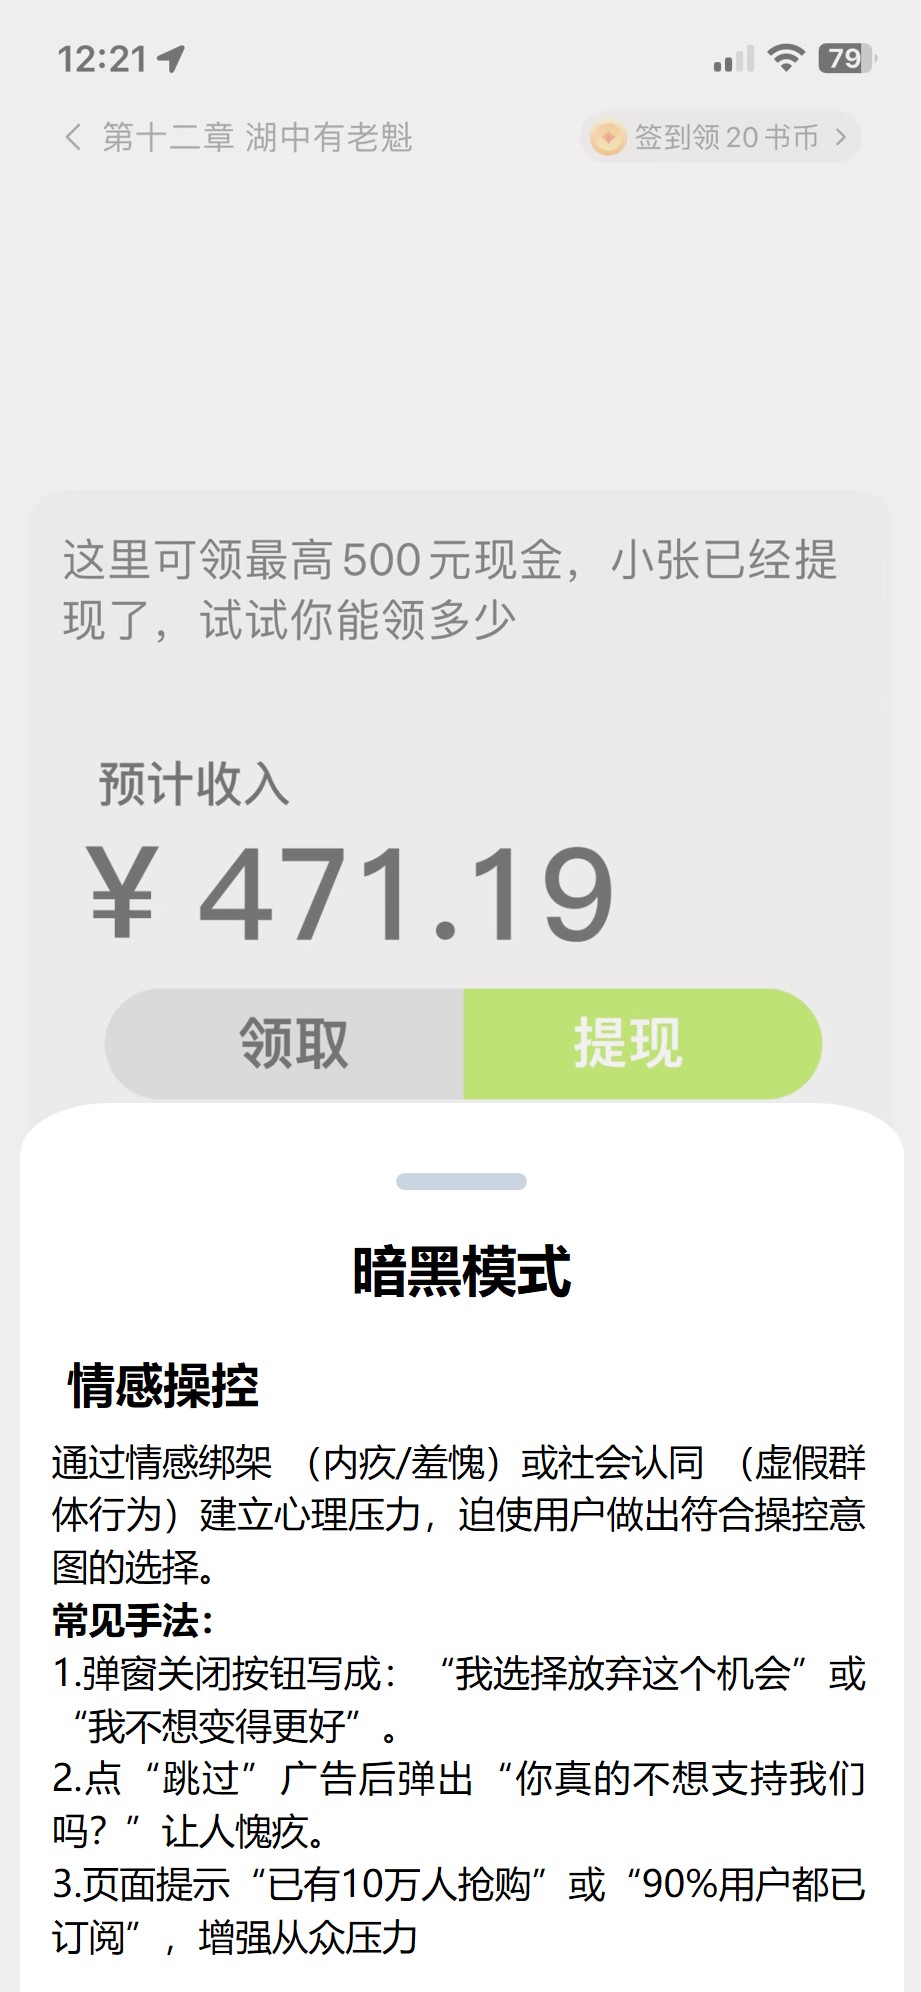 12:21
79
第十二章 湖中有老魁
签到领20书币
这里可领最高500元现金，小张已经提
现了，试试你能领多少
预计收入
¥ 471.19
领取
提现
暗黑模式
情感操控
通过情感绑架 （内疚/羞愧）或社会认同 （虚假群
体行为）建立心理压力，迫使用户做出符合操控意
图的选择。
常见手法：
1.弹窗关闭按钮写成：“我选择放弃这个机会”或
“我不想变得更好”。
2.点“跳过”广告后弹出“你真的不想支持我们
吗？”让人愧疚。
3.页面提示“已有10万人抢购”或“90%用户都已
订阅”，增强从众压力